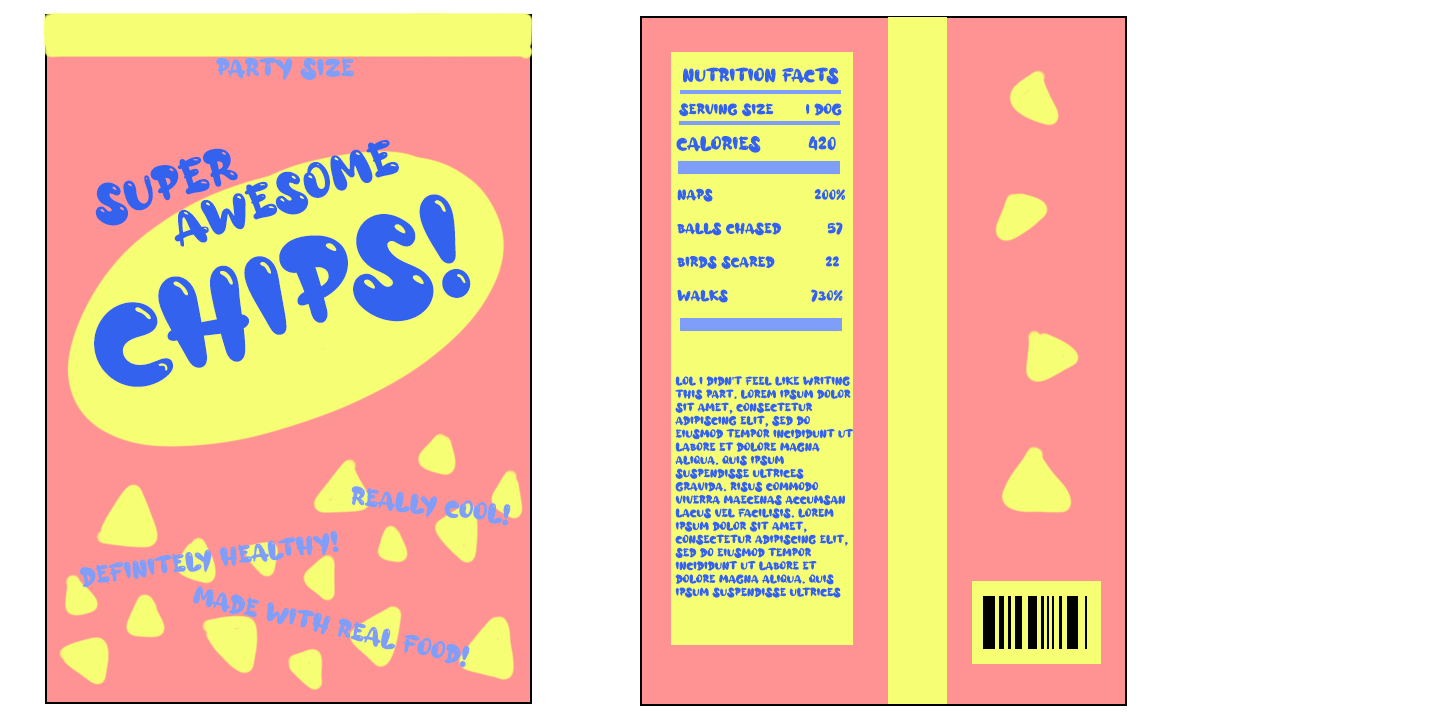 PARTY SIZE
SUPER
AWESOME
CHIPS!
REALLY COOL!
DEFINITELY HEALTHY!
MADE WITH REAL FOOD!
NUTRITION FACTS
SERVING SIZE 1 DOG
CALORIES 420
NAPS 200%
BALLS CHASED 57
BIRDS SCARED 22
WALKS 730%
LOL I DIDN'T FEEL LIKE WRITING
THIS PART. LOREM IPSUM DOLOR
SIT AMET, CONSECTETUR
ADIPISCING ELIT, SED DO
EIUSMOD TEMPOR INCIDIDUNT UT
LABORE ET DOLORE MAGNA
ALIQUA. QUIS IPSUM
SUSPENDISSE ULTRICES
GRAVIDA. RISUS COMMODO
VIVERRA MAECENAS ACCUMSAN
LACUS VEL FACILISIS. LOREM
IPSUM DOLOR SIT AMET,
CONSECTETUR ADIPISCING ELIT,
SED DO EIUSMOD TEMPOR
INCIDIDUNT UT LABORE ET
DOLORE MAGNA ALIQUA. QUIS
IPSUM SUSPENDISSE ULTRICES